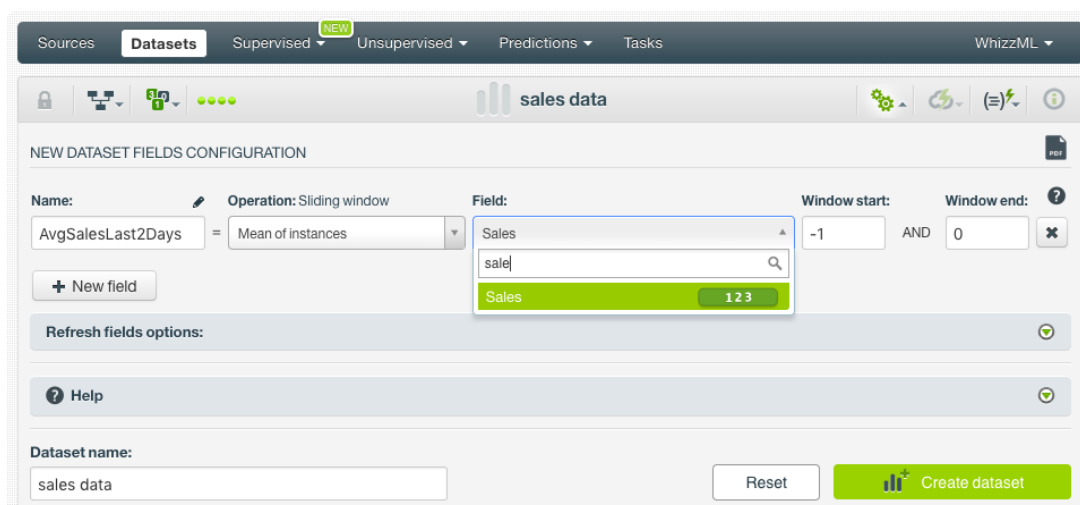 NEW
Sources Datasets Supervised Unsupervised Predictions Tasks WhizzML
sales data
NEW DATASET FIELDS CONFIGURATION
PDF
Name: Operation: Sliding window Field: Window start: Window end:
AvgSalesLast2Days = Mean of instances Sales -1 AND 0
sale
+ New field
Sales 123
Refresh fields options:
Help
Dataset name:
sales data Reset Create dataset